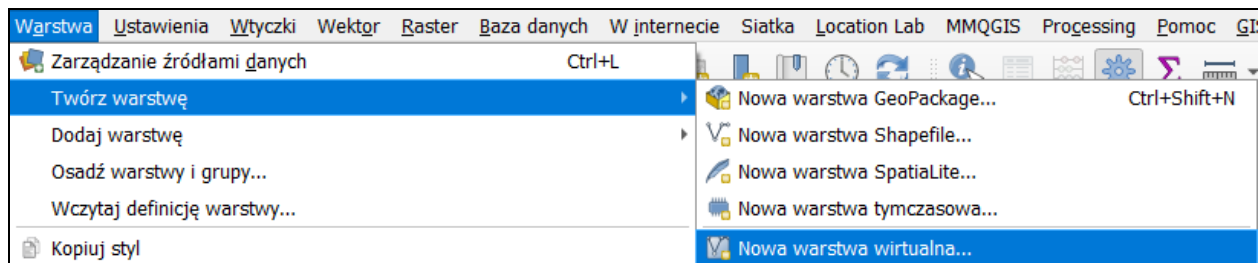 Warstwa Ustawienia Wtyczki Wektor Raster Baza danych W internecie Siatka Location Lab MMQGIS Processing Pomoc GIS
Zarządzanie źródłami danych Ctrl+L
Twórz warstwę
Nowa warstwa GeoPackage... Ctrl+Shift+N
Dodaj warstwę
Nowa warstwa Shapefile...
Osadź warstwy i grupy...
Nowa warstwa SpatiaLite...
Wczytaj definicję warstwy...
Nowa warstwa tymczasowa...
Kopiuj styl
Nowa warstwa wirtualna...